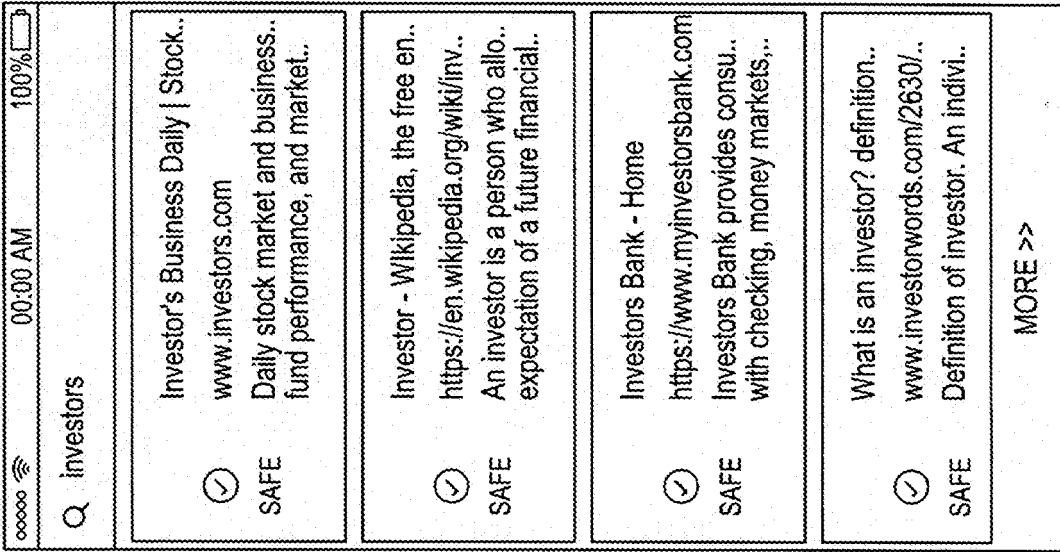 00:00 AM 100%
investors
Investor's Business Daily | Stock..
www.investors.com
Daily stock market and business..
fund performance, and market..
SAFE
Investor - Wikipedia, the free en..
https://en.wikipedia.org/wiki/inv..
An investor is a person who allo..
expectation of a future financial..
SAFE
Investors Bank - Home
https://www.myinvestorsbank.com
Investors Bank provides consu..
with checking, money markets,..
SAFE
What is an investor? definition..
www.investorwords.com/2630/..
Definition of investor. An indivi..
SAFE
MORE >>